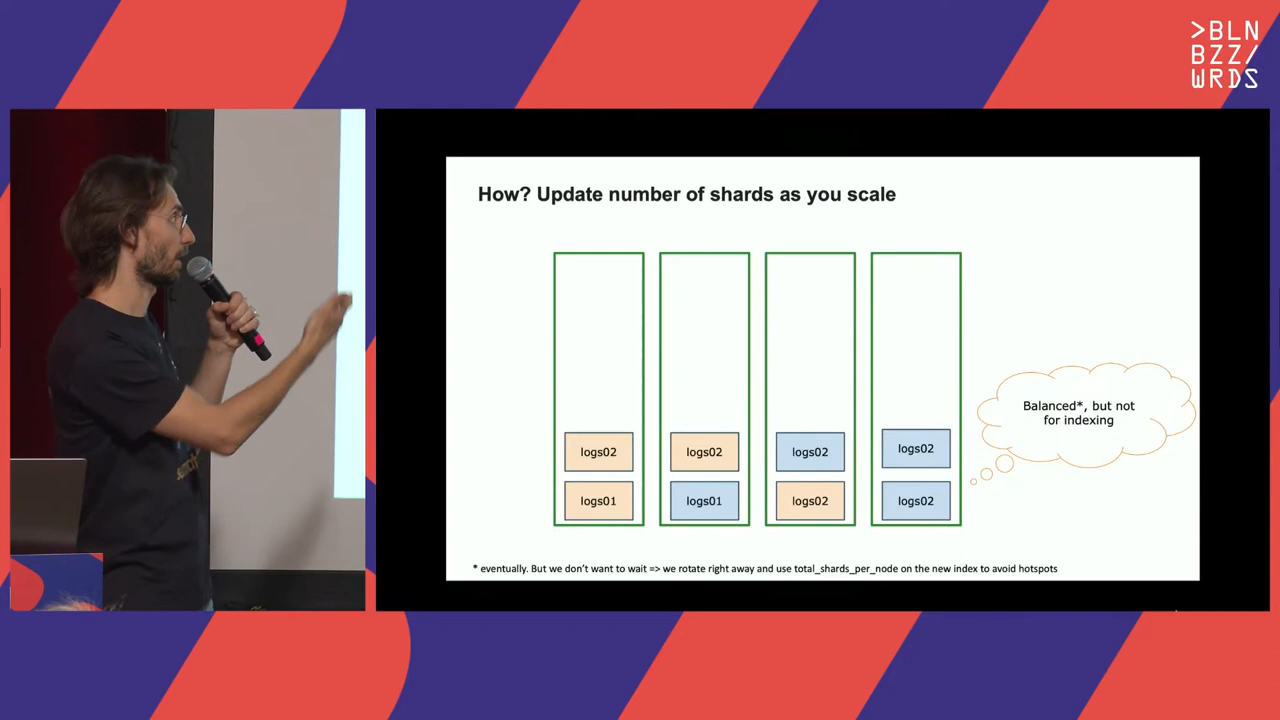 >BLN
BZZ/
WRDS
How? Update number of shards as you scale
logs02
logs02
logs02
logs02
logs01
logs01
logs02
logs02
Balanced*, but not
for indexing
* eventually. But we don't want to wait => we rotate right away and use total_shards_per_node on the new index to avoid hotspots